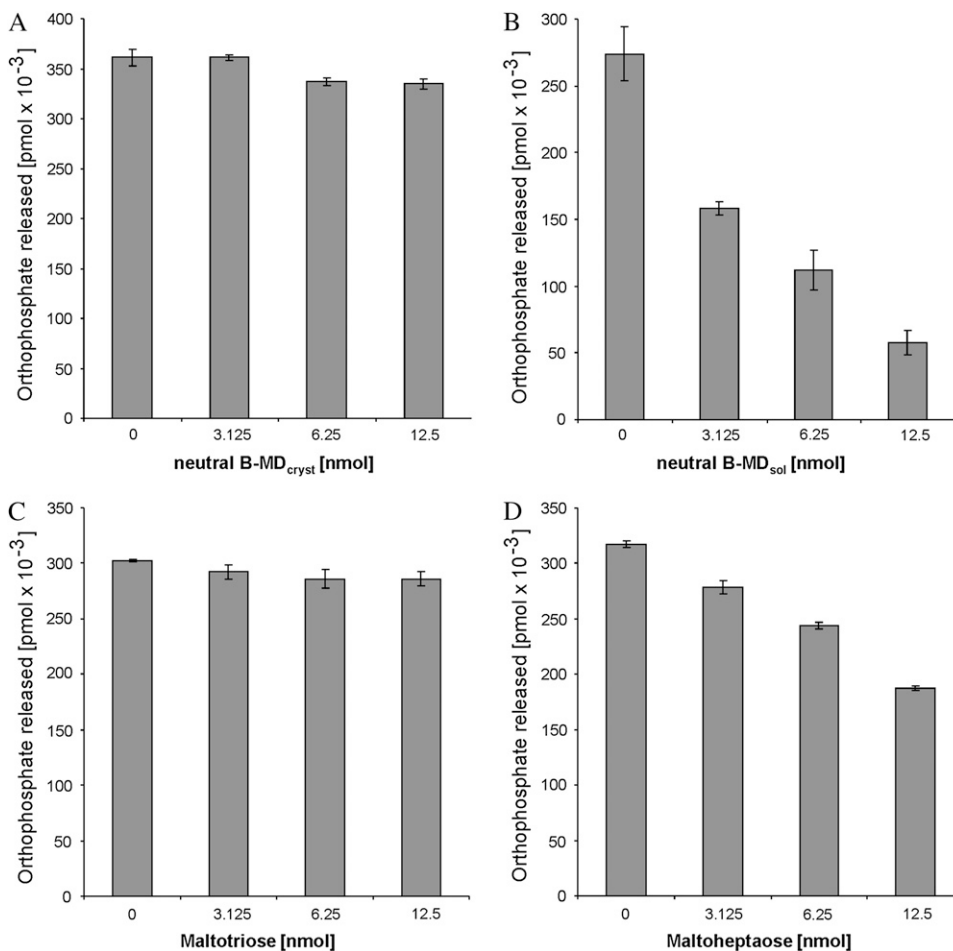 A
Orthophosphate released [pmol x 10⁻³]
400
350
300
250
200
150
100
50
0
0 3.125 6.25 12.5
neutral B-MD_cryst [nmol]
B
Orthophosphate released [pmol x 10⁻³]
300
250
200
150
100
50
0
0 3.125 6.25 12.5
neutral B-MD_sol [nmol]
C
Orthophosphate released [pmol x 10⁻³]
350
300
250
200
150
100
50
0
0 3.125 6.25 12.5
Maltotriose [nmol]
D
Orthophosphate released [pmol x 10⁻³]
350
300
250
200
150
100
50
0
0 3.125 6.25 12.5
Maltoheptaose [nmol]